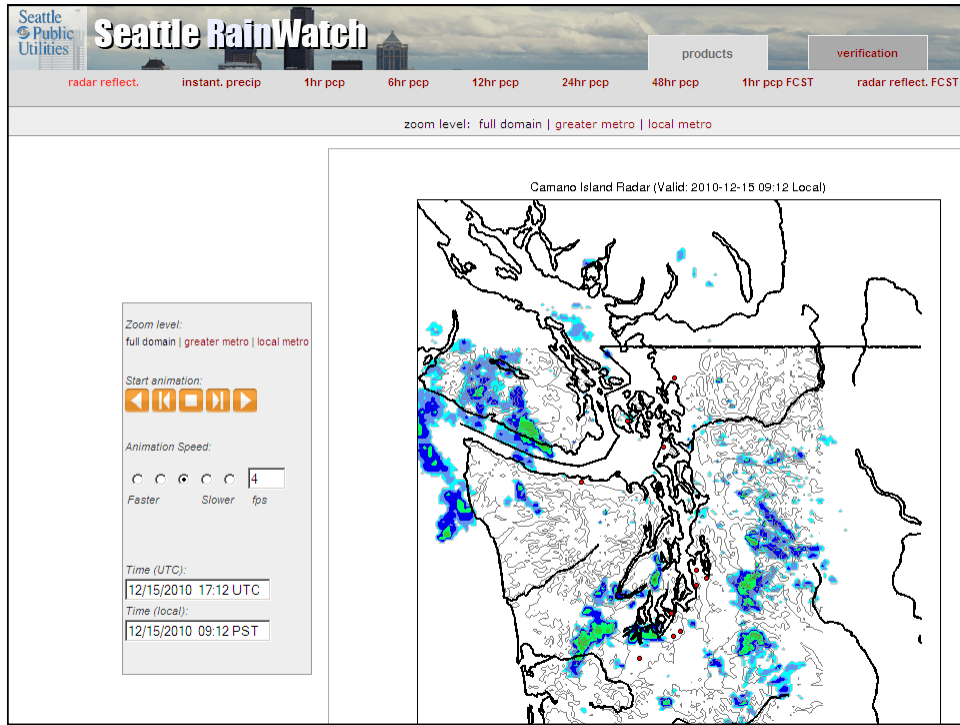 Seattle
Public
Utilities
Seattle RainWatch
products
verification
radar reflect.
instant. precip
1hr pcp
6hr pcp
12hr pcp
24hr pcp
48hr pcp
1hr pcp FCST
radar reflect. FCST
zoom level: full domain | greater metro | local metro
Camano Island Radar (Valid: 2010-12-15 09:12 Local)
Zoom level:
full domain | greater metro | local metro
Start animation:
Animation Speed:
4
Faster
Slower
fps
Time (UTC):
12/15/2010 17:12 UTC
Time (local):
12/15/2010 09:12 PST